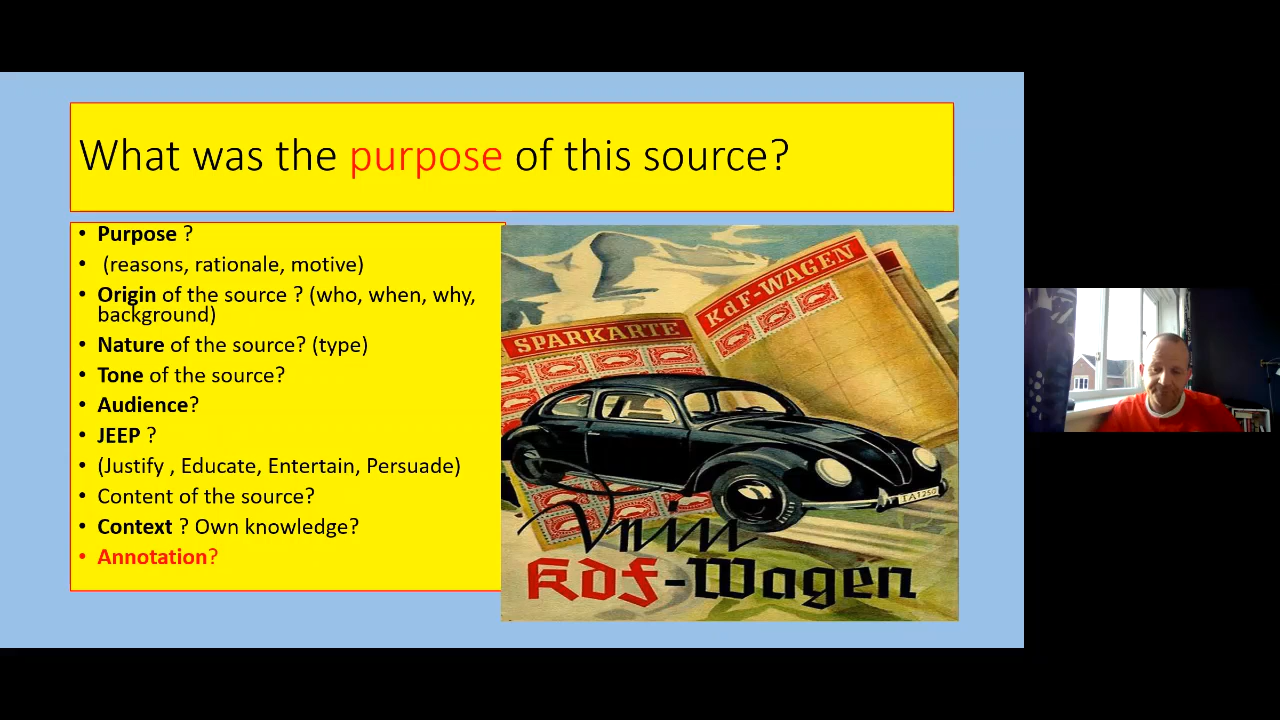 What was the purpose of this source?
• Purpose ?
• (reasons, rationale, motive)
• Origin of the source ? (who, when, why,
background)
• Nature of the source? (type)
• Tone of the source?
• Audience?
• JEEP ?
• (Justify , Educate, Entertain, Persuade)
• Content of the source?
• Context ? Own knowledge?
• Annotation?
KdF-WAGEN
SPARKARTE
IA1250
Dein
KdF-Wagen